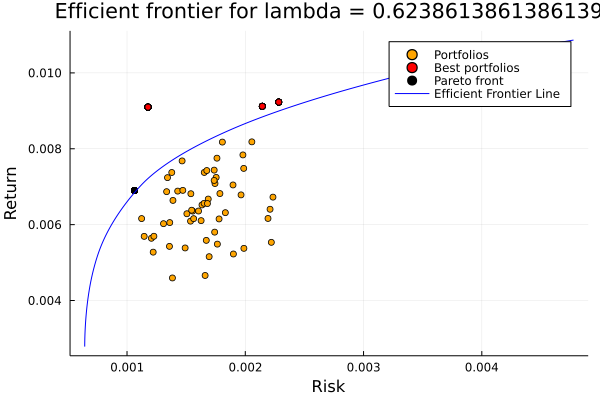 Efficient frontier for lambda = 0.6238613861386139
Portfolios
Best portfolios
Pareto front
Efficient Frontier Line
0.010
0.008
0.006
0.004
Return
0.001 0.002 0.003 0.004
Risk